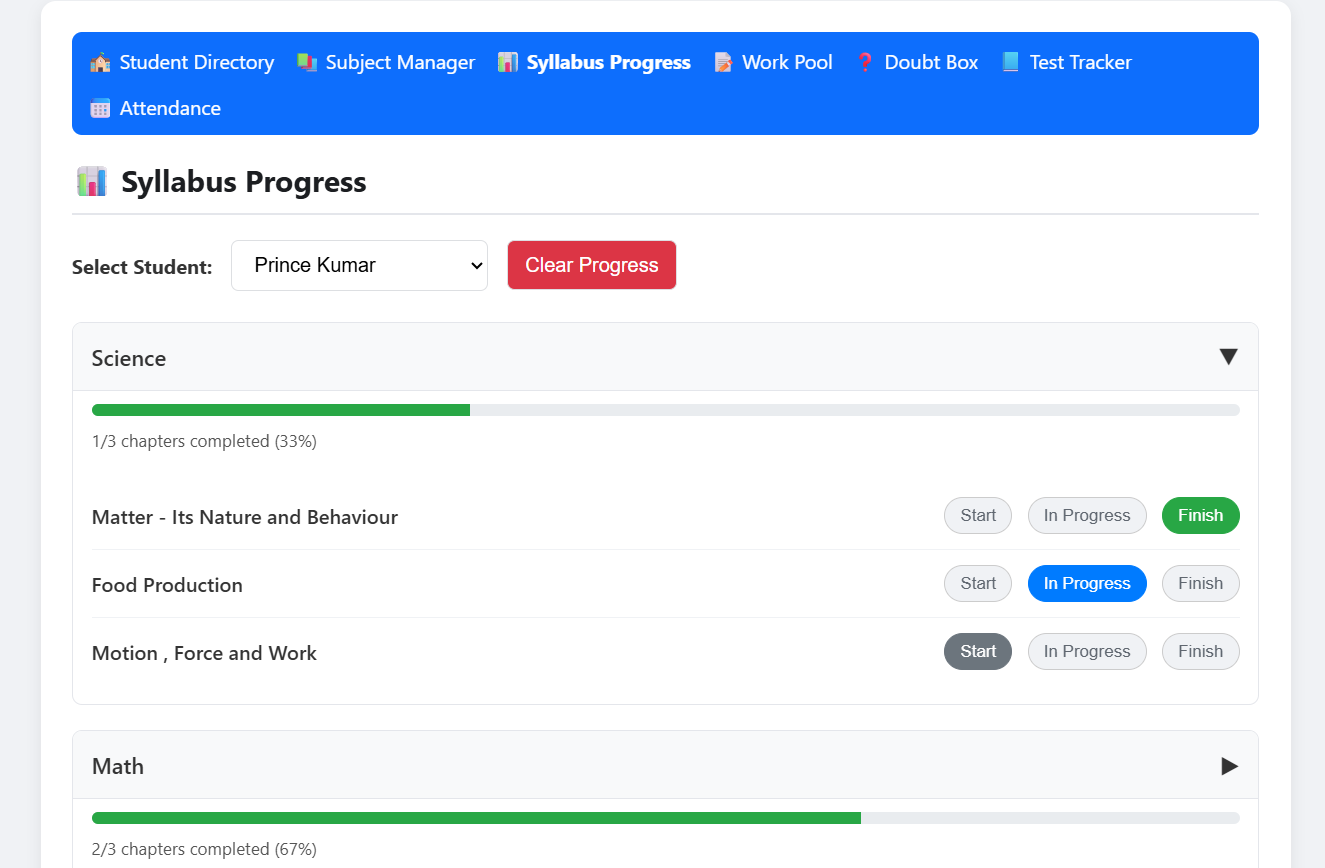 Student Directory Subject Manager Syllabus Progress Work Pool Doubt Box Test Tracker
Attendance
Syllabus Progress
Select Student: Prince Kumar Clear Progress
Science
1/3 chapters completed (33%)
Matter - Its Nature and Behaviour Start In Progress Finish
Food Production Start In Progress Finish
Motion , Force and Work Start In Progress Finish
Math
2/3 chapters completed (67%)